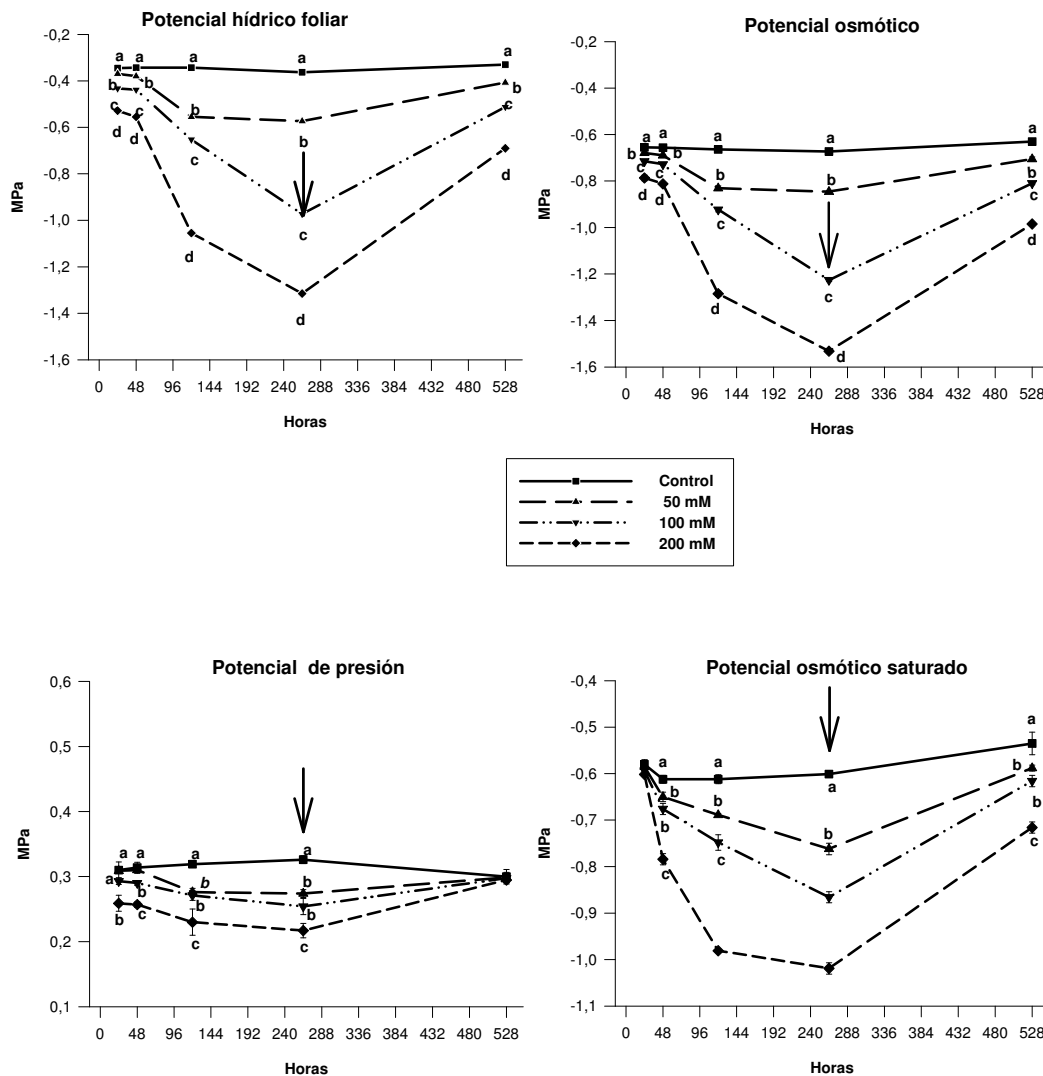 Potencial hídrico foliar
-0,2
-0,4
-0,6
-0,8
-1,0
-1,2
-1,4
-1,6
MPa
a a a a a
b b b b b
c c c c c
d d d d d
0 48 96 144 192 240 288 336 384 432 480 528
Horas
Potencial osmótico
-0,2
-0,4
-0,6
-0,8
-1,0
-1,2
-1,4
-1,6
MPa
a a a a a
b b b b b
c c c c c
d d d d d
0 48 96 144 192 240 288 336 384 432 480 528
Horas
Control
50 mM
100 mM
200 mM
Potencial de presión
0,6
0,5
0,4
0,3
0,2
0,1
MPa
a a a a
a b b b
b b
b c c c
0 48 96 144 192 240 288 336 384 432 480 528
Horas
Potencial osmótico saturado
-0,4
-0,5
-0,6
-0,7
-0,8
-0,9
-1,0
-1,1
MPa
a a a a
b b b b
b c b
c c
0 48 96 144 192 240 288 336 384 432 480 528
Horas